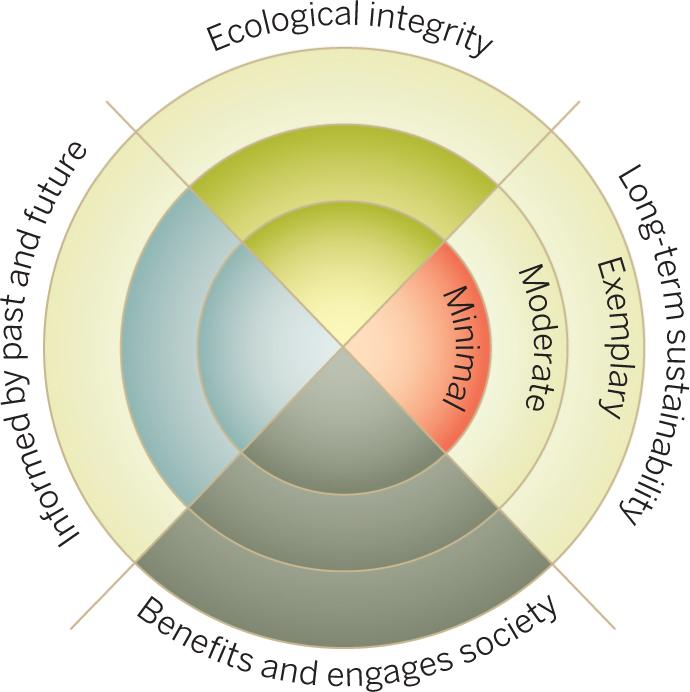 Ecological integrity
Informed by past and future
Long-term sustainability
Minimal
Moderate
Exemplary
Benefits and engages society